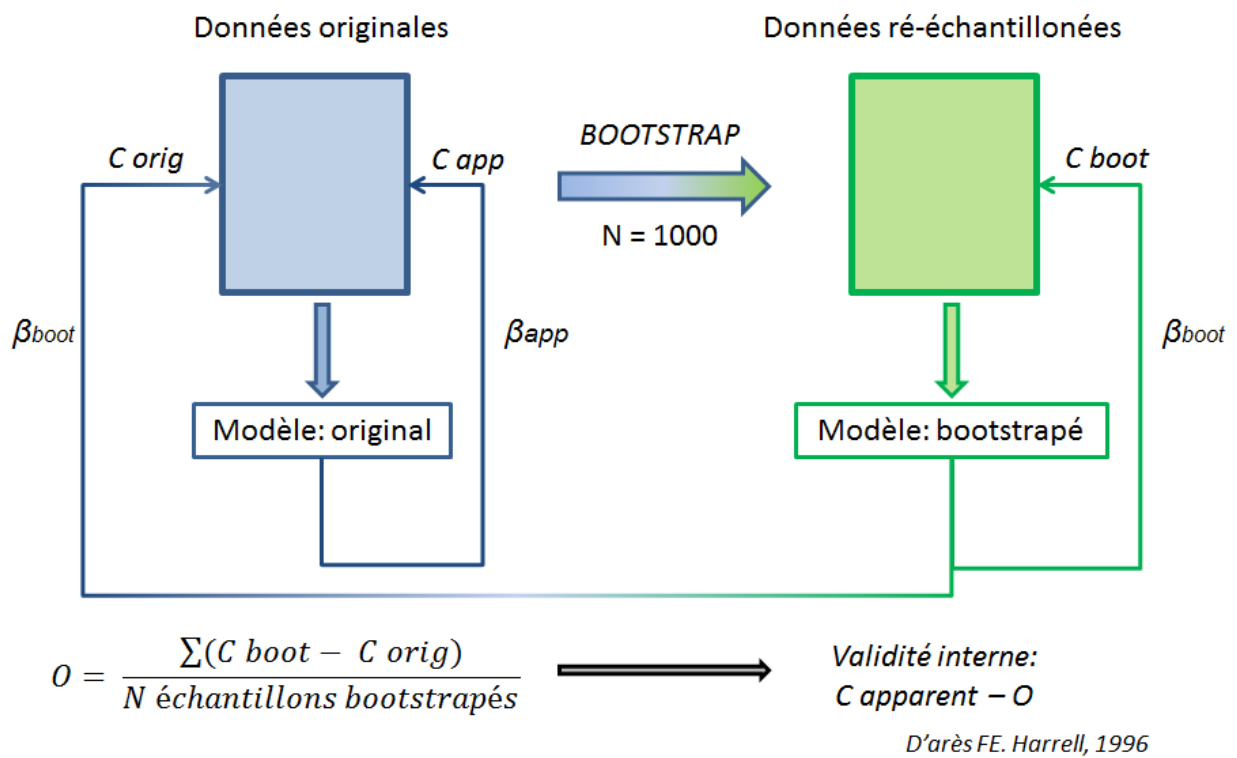 Données originales
Données ré-échantillonées
BOOTSTRAP
C orig
C app
C boot
N = 1000
βboot
βapp
βboot
Modèle: original
Modèle: bootstrapé
O = ∑(C boot − C orig)
N échantillons bootstrapés
Validité interne:
C apparent – O
D'arès FE. Harrell, 1996